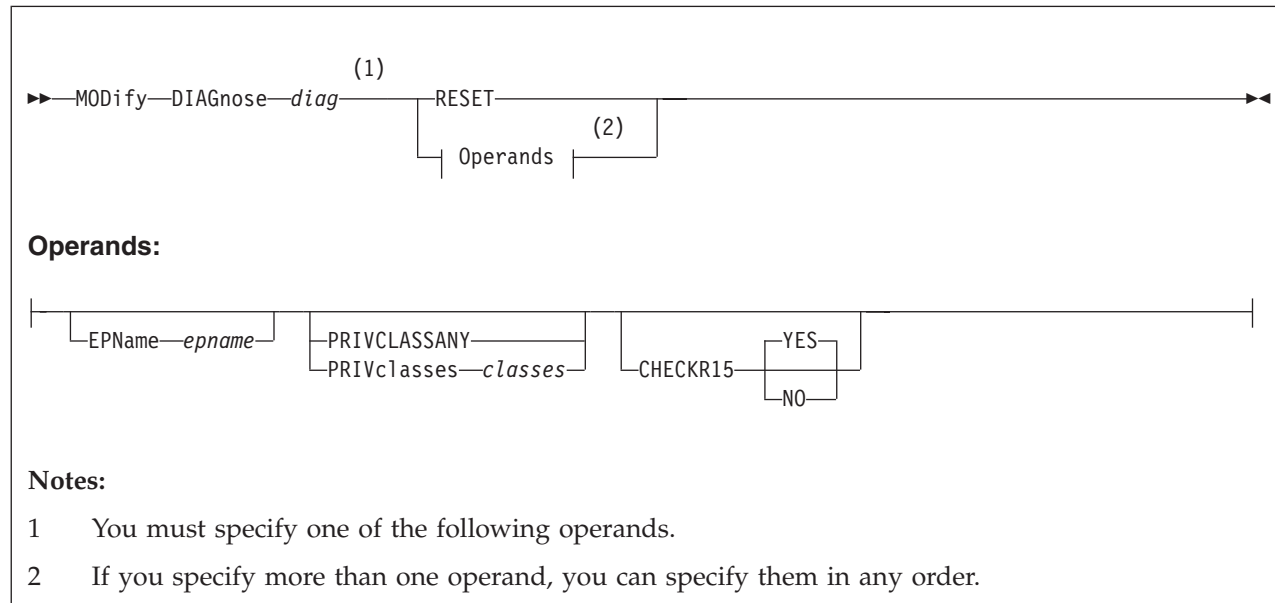 (1)
MODify DIAGnose diag RESET
(2)
Operands
Operands:
EPName epname PRIVCLASSANY YES
PRIVclasses classes CHECKR15
NO
Notes:
1 You must specify one of the following operands.
2 If you specify more than one operand, you can specify them in any order.